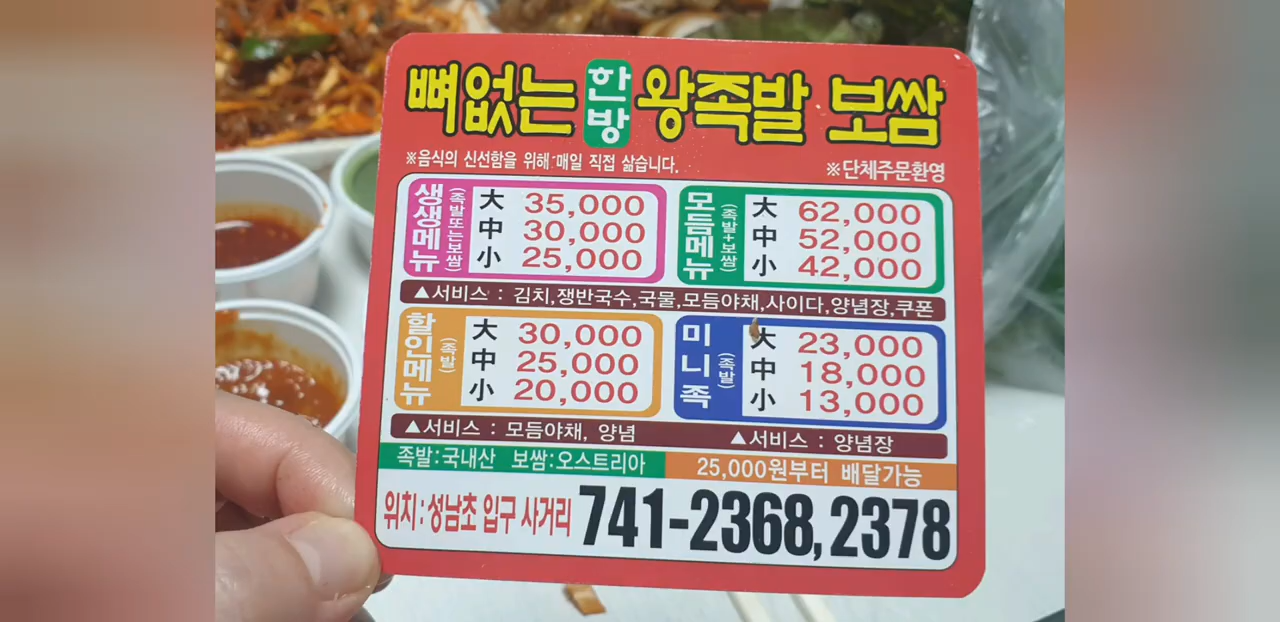 뼈없는 한방 왕족발 보쌈
※음식의 신선함을 위해 매일 직접 삶습니다.
※단체주문환영
생생메뉴 (족발또는보쌈)
大 35,000
中 30,000
小 25,000
모듬메뉴 (족발+보쌈)
大 62,000
中 52,000
小 42,000
▲서비스 : 김치,쟁반국수,국물,모듬야채,사이다,양념장,쿠폰
할인메뉴 (족발)
大 30,000
中 25,000
小 20,000
미니족 (족발)
大 23,000
中 18,000
小 13,000
▲서비스 : 모듬야채, 양념
▲서비스 : 양념장
족발:국내산 보쌈:오스트리아
25,000원부터 배달가능
위치 : 성남초 입구 사거리 741-2368, 2378